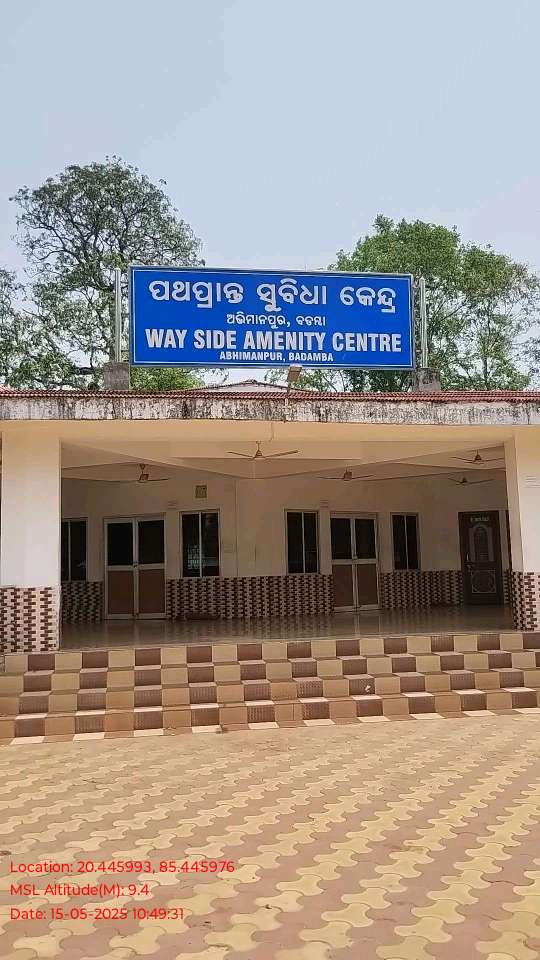 ପଥପ୍ରାନ୍ତ ସୁବିଧା କେନ୍ଦ୍ର
ଅଭିମାନପୁର, ବଡମ୍ବା
WAY SIDE AMENITY CENTRE
ABHIMANPUR, BADAMBA
Location: 20.445993, 85.445976
MSL Altitude(M): 9.4
Date: 15-05-2025 10:49:31